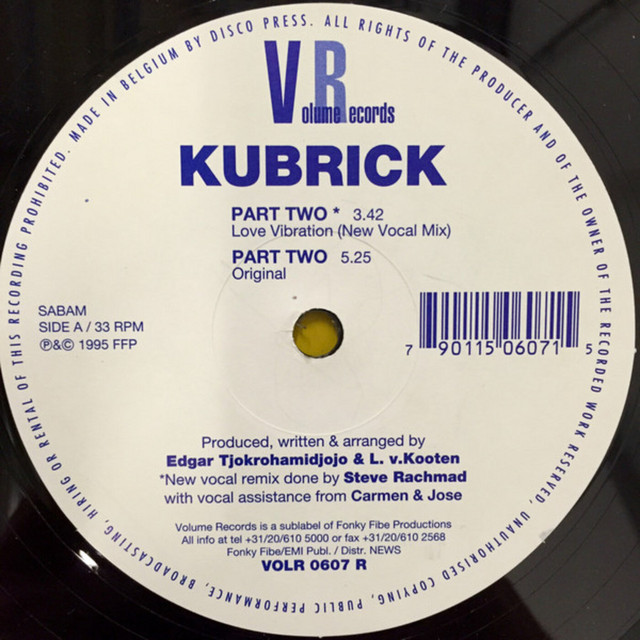 MADE IN BELGIUM BY DISCO PRESS. ALL RIGHTS OF THE PRODUCER AND OF THE OWNER OF THE RECORDED WORK RESERVED, UNAUTHORISED COPYING, PUBLIC PERFORMANCE, BROADCASTING, HIRING OR RENTAL OF THIS RECORDING PROHIBITED.
Volume Records
KUBRICK
PART TWO * 3.42
Love Vibration (New Vocal Mix)
PART TWO 5.25
Original
SABAM
SIDE A / 33 RPM
℗&© 1995 FFP
7 90115 06071 5
Produced, written & arranged by
Edgar Tjokrohamidjojo & L. v.Kooten
*New vocal remix done by Steve Rachmad
with vocal assistance from Carmen & Jose
Volume Records is a sublabel of Fonky Fibe Productions
All info at tel +31/20/610 5000 or fax +31/20/610 2568
Fonky Fibe/EMI Publ. / Distr. NEWS
VOLR 0607 R